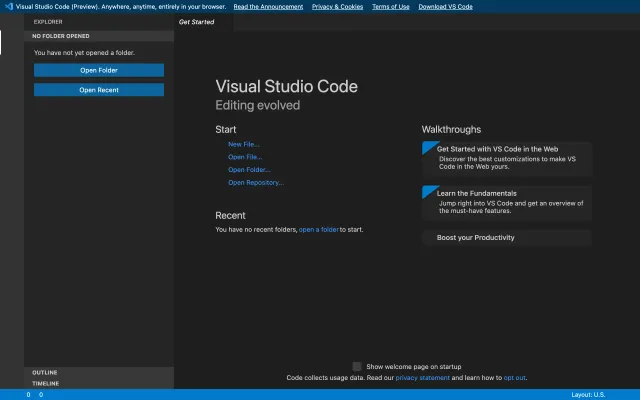 Visual Studio Code (Preview). Anywhere, anytime, entirely in your browser. Read the Announcement Privacy & Cookies Terms of Use Download VS Code
EXPLORER
Get Started
NO FOLDER OPENED
You have not yet opened a folder.
Open Folder
Open Recent
Visual Studio Code
Editing evolved
Start
New File...
Open File...
Open Folder...
Open Repository...
Recent
You have no recent folders, open a folder to start.
Walkthroughs
Get Started with VS Code in the Web
Discover the best customizations to make VS
Code in the Web yours.
Learn the Fundamentals
Jump right into VS Code and get an overview of
the must-have features.
Boost your Productivity
Show welcome page on startup
Code collects usage data. Read our privacy statement and learn how to opt out.
OUTLINE
TIMELINE
0 0
Layout: U.S.